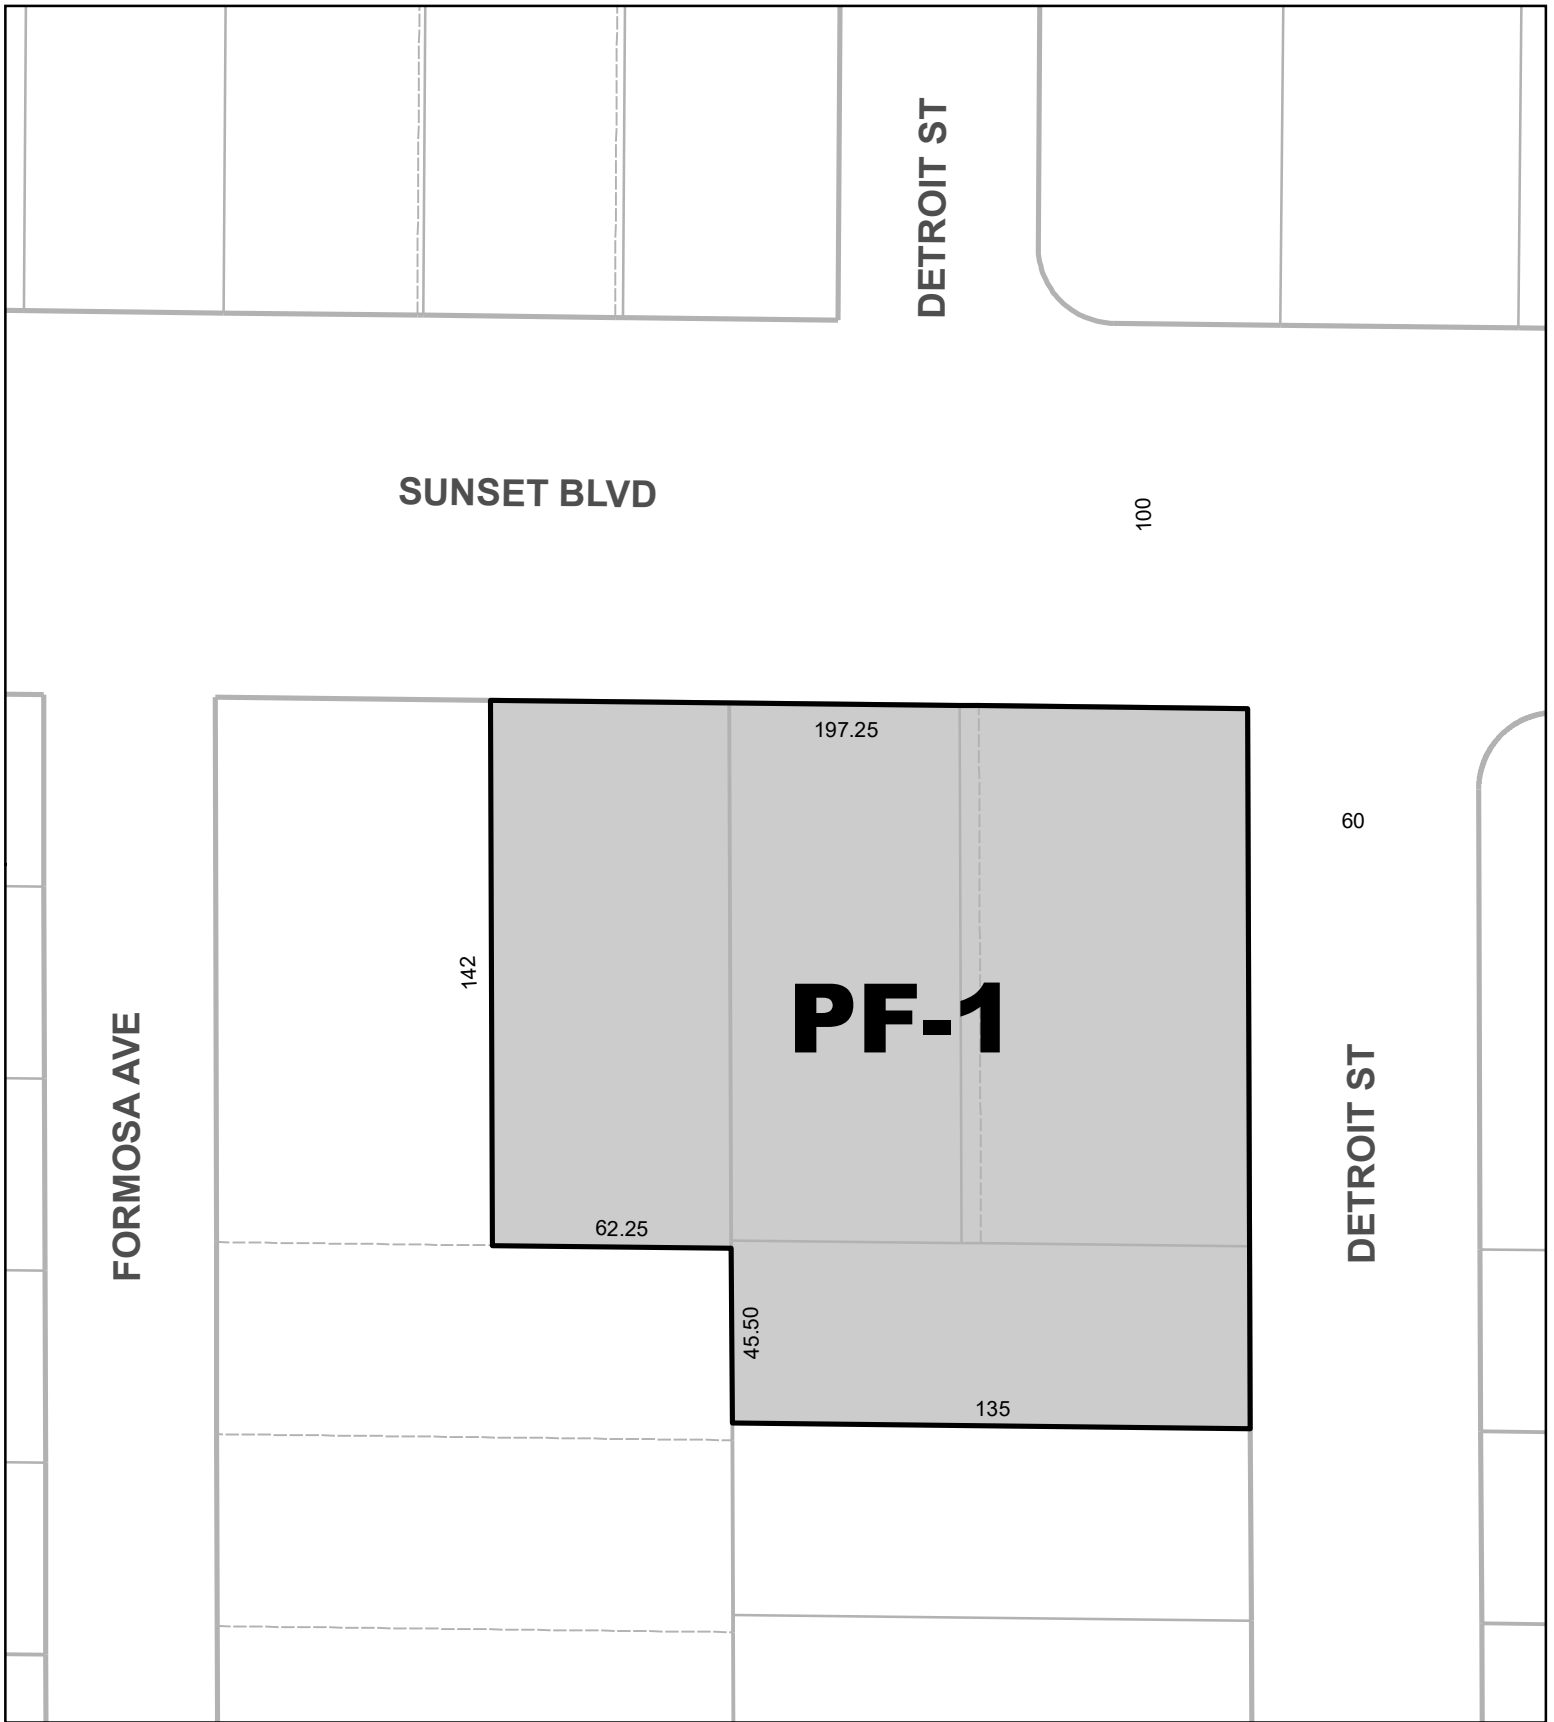 DETROIT ST
SUNSET BLVD
100
197.25
60
142
PF-1
FORMOSA AVE
DETROIT ST
62.25
45.50
135